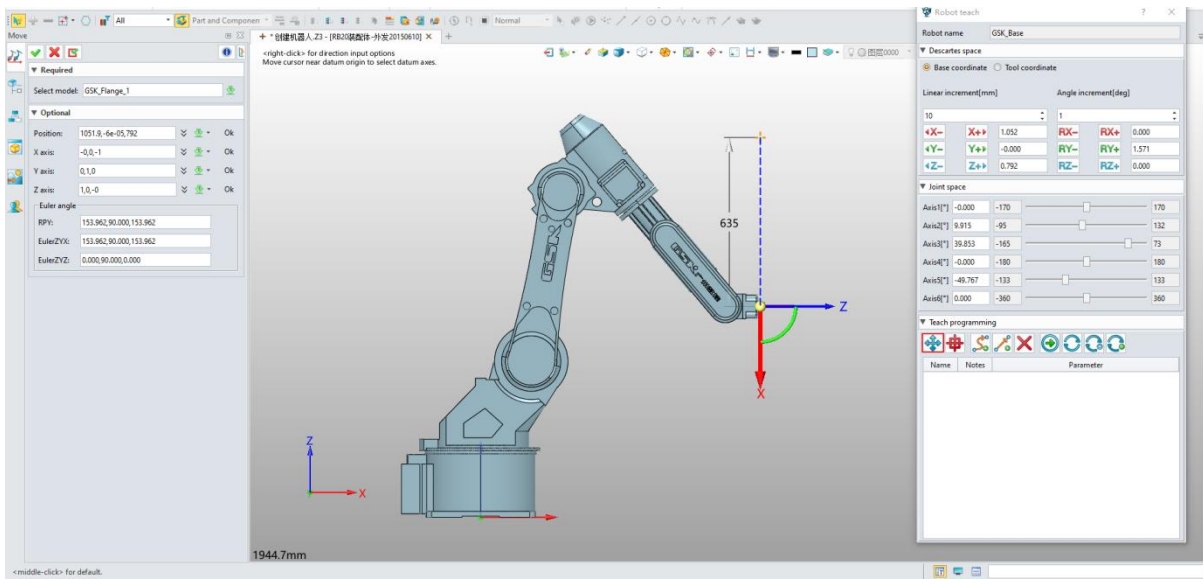 All
Part and Componen
Normal
Move
Required
Select model: GSK_Flange_1
Optional
Position: 1051.9,-6e-05,792 Ok
X axis: -0,0,-1 Ok
Y axis: 0,1,0 Ok
Z axis: 1,0,-0 Ok
Euler angle
RPY: 153.962,90.000,153.962
EulerZYX: 153.962,90.000,153.962
EulerZYZ: 0.000,90.000,0.000
<middle-click> for default.
+ * 创建机器人.Z3 - [RB20装配体-外发20150610] × +
<right-click> for direction input options
Move cursor near datum origin to select datum axes.
图层0000
635
Z
X
GSK
GSK
Z
X
1944.7mm
Robot teach ? ×
Robot name GSK_Base
Descartes space
Base coordinate Tool coordinate
Linear increment[mm] Angle increment[deg]
10 1
X- X+ 1.052 RX- RX+ 0.000
Y- Y+ -0.000 RY- RY+ 1.571
Z- Z+ 0.792 RZ- RZ+ 0.000
Joint space
Axis1[°] -0.000 -170 170
Axis2[°] 9.915 -95 132
Axis3[°] 39.853 -165 73
Axis4[°] -0.000 -180 180
Axis5[°] -49.767 -133 133
Axis6[°] 0.000 -360 360
Teach programming
Name Notes Parameter